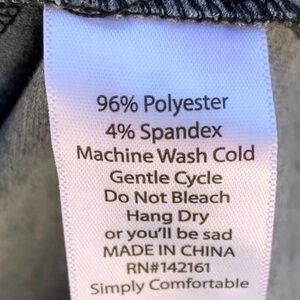 96% Polyester
4% Spandex
Machine Wash Cold
Gentle Cycle
Do Not Bleach
Hang Dry
or you'll be sad
MADE IN CHINA
RN#142161
Simply Comfortable